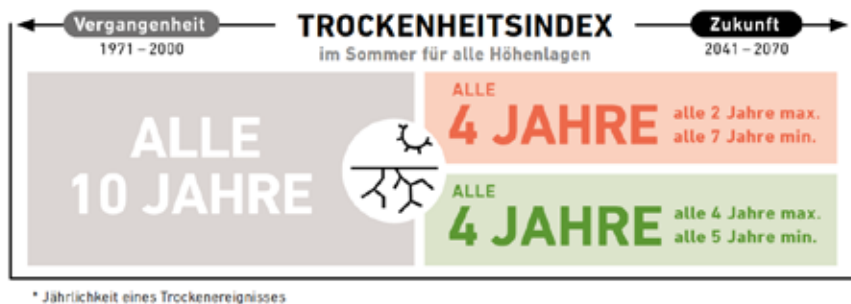 Vergangenheit
1971 – 2000
TROCKENHEITSINDEX
im Sommer für alle Höhenlagen
Zukunft
2041 – 2070
ALLE
10 JAHRE
ALLE
4 JAHRE
alle 2 Jahre max.
alle 7 Jahre min.
ALLE
4 JAHRE
alle 4 Jahre max.
alle 5 Jahre min.
* Jährlichkeit eines Trockenereignisses